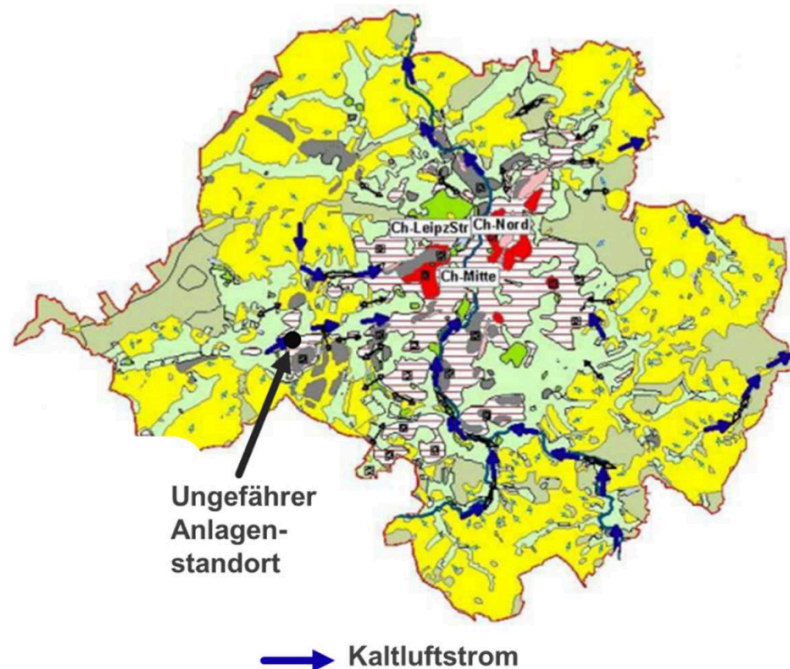 Ch-LeipzStr
Ch-Nord
Ch-Mitte
Ungefährer
Anlagen-
standort
Kaltluftstrom